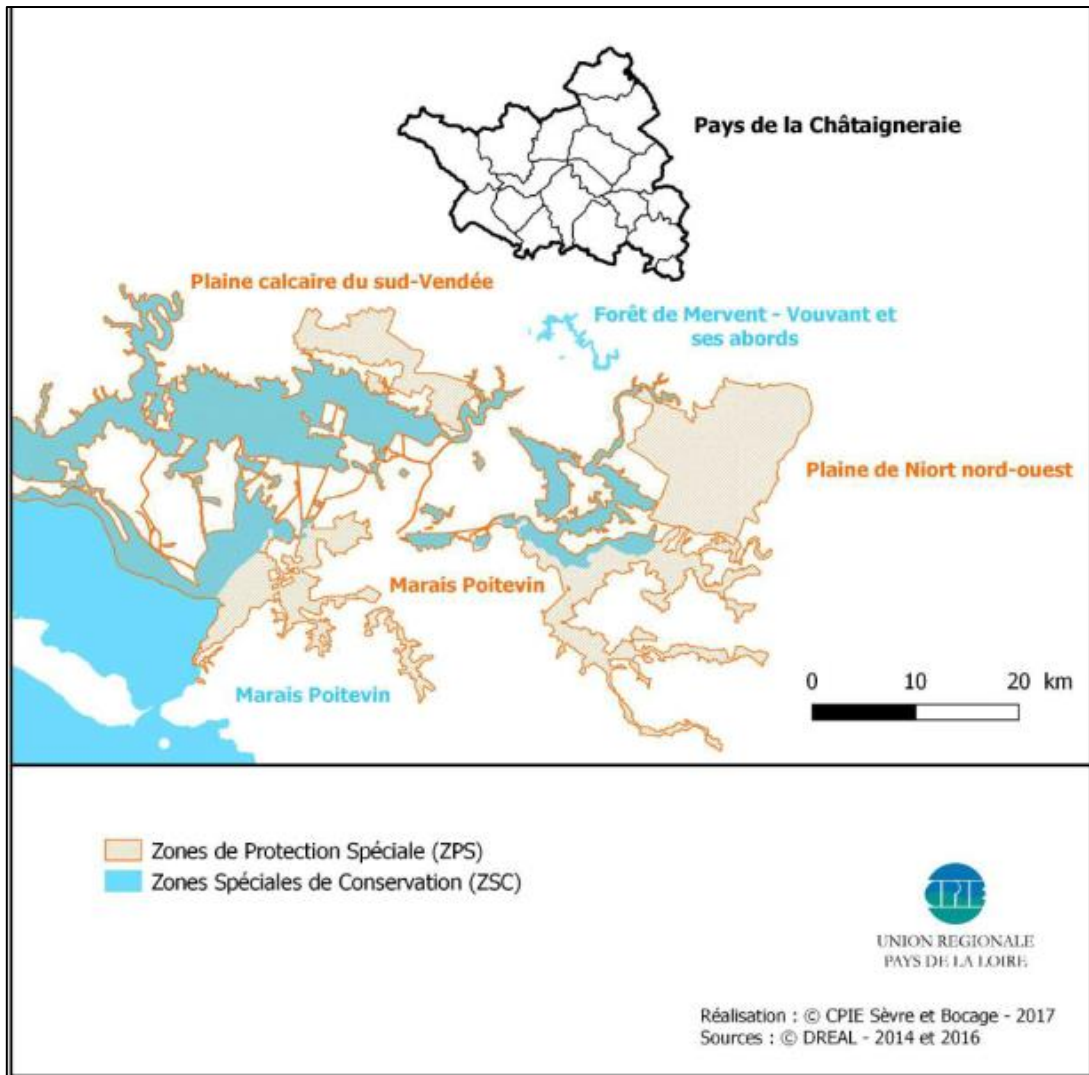 Pays de la Châtaigneraie
Plaine calcaire du sud-Vendée
Forêt de Mervent - Vouvant et
ses abords
Plaine de Niort nord-ouest
Marais Poitevin
Marais Poitevin
0 10 20 km
Zones de Protection Spéciale (ZPS)
Zones Spéciales de Conservation (ZSC)
CPIE
UNION REGIONALE
PAYS DE LA LOIRE
Réalisation : © CPIE Sèvre et Bocage - 2017
Sources : © DREAL - 2014 et 2016